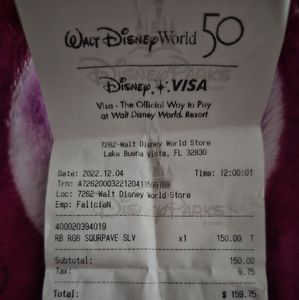 Walt Disney World 50
Disney VISA
Visa - The Official Way to Pay
at Walt Disney World Resort
7262-Walt Disney World Store
Lake Buena Vista, FL 32830
Date: 2022.12.04 Time: 12:00:01
Trn:
Loc: 7262-Walt Disney World Store
Emp: FaliciaN
400020394019
RB RG6 SQURPAVE SLV x1 150.00 T
Subtotal: 150.00
Tax: 9.75
Total: $ 159.75